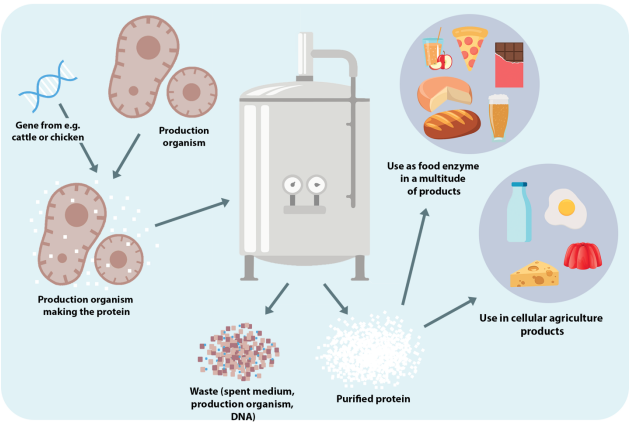 Gene from e.g.
cattle or chicken
Production
organism
Production organism
making the protein
Waste (spent medium,
production organism,
DNA)
Purified protein
Use as food enzyme
in a multitude
of products
Use in cellular agriculture
products